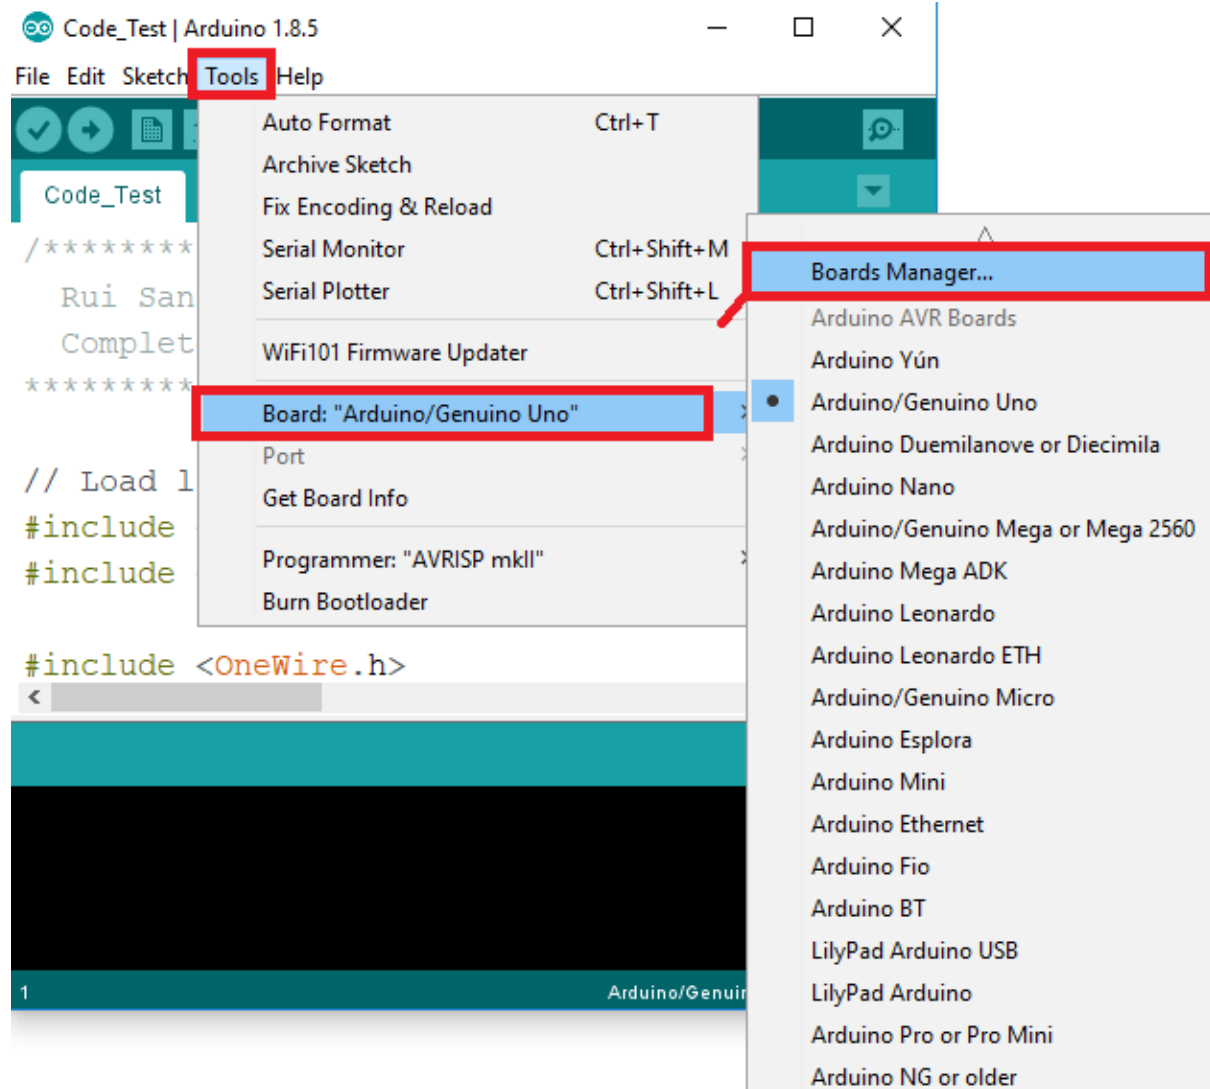 Code_Test | Arduino 1.8.5
File Edit Sketch Tools Help
Auto Format Ctrl+T
Archive Sketch
Fix Encoding & Reload
Serial Monitor Ctrl+Shift+M
Serial Plotter Ctrl+Shift+L
WiFi101 Firmware Updater
Board: "Arduino/Genuino Uno"
Port
Get Board Info
Programmer: "AVRISP mkII"
Burn Bootloader
Boards Manager...
Arduino AVR Boards
Arduino Yún
Arduino/Genuino Uno
Arduino Duemilanove or Diecimila
Arduino Nano
Arduino/Genuino Mega or Mega 2560
Arduino Mega ADK
Arduino Leonardo
Arduino Leonardo ETH
Arduino/Genuino Micro
Arduino Esplora
Arduino Mini
Arduino Ethernet
Arduino Fio
Arduino BT
LilyPad Arduino USB
LilyPad Arduino
Arduino Pro or Pro Mini
Arduino NG or older
Code_Test
/********
Rui San
Complet
*********
// Load l
#include
#include
#include <OneWire.h>
1
Arduino/Genuin